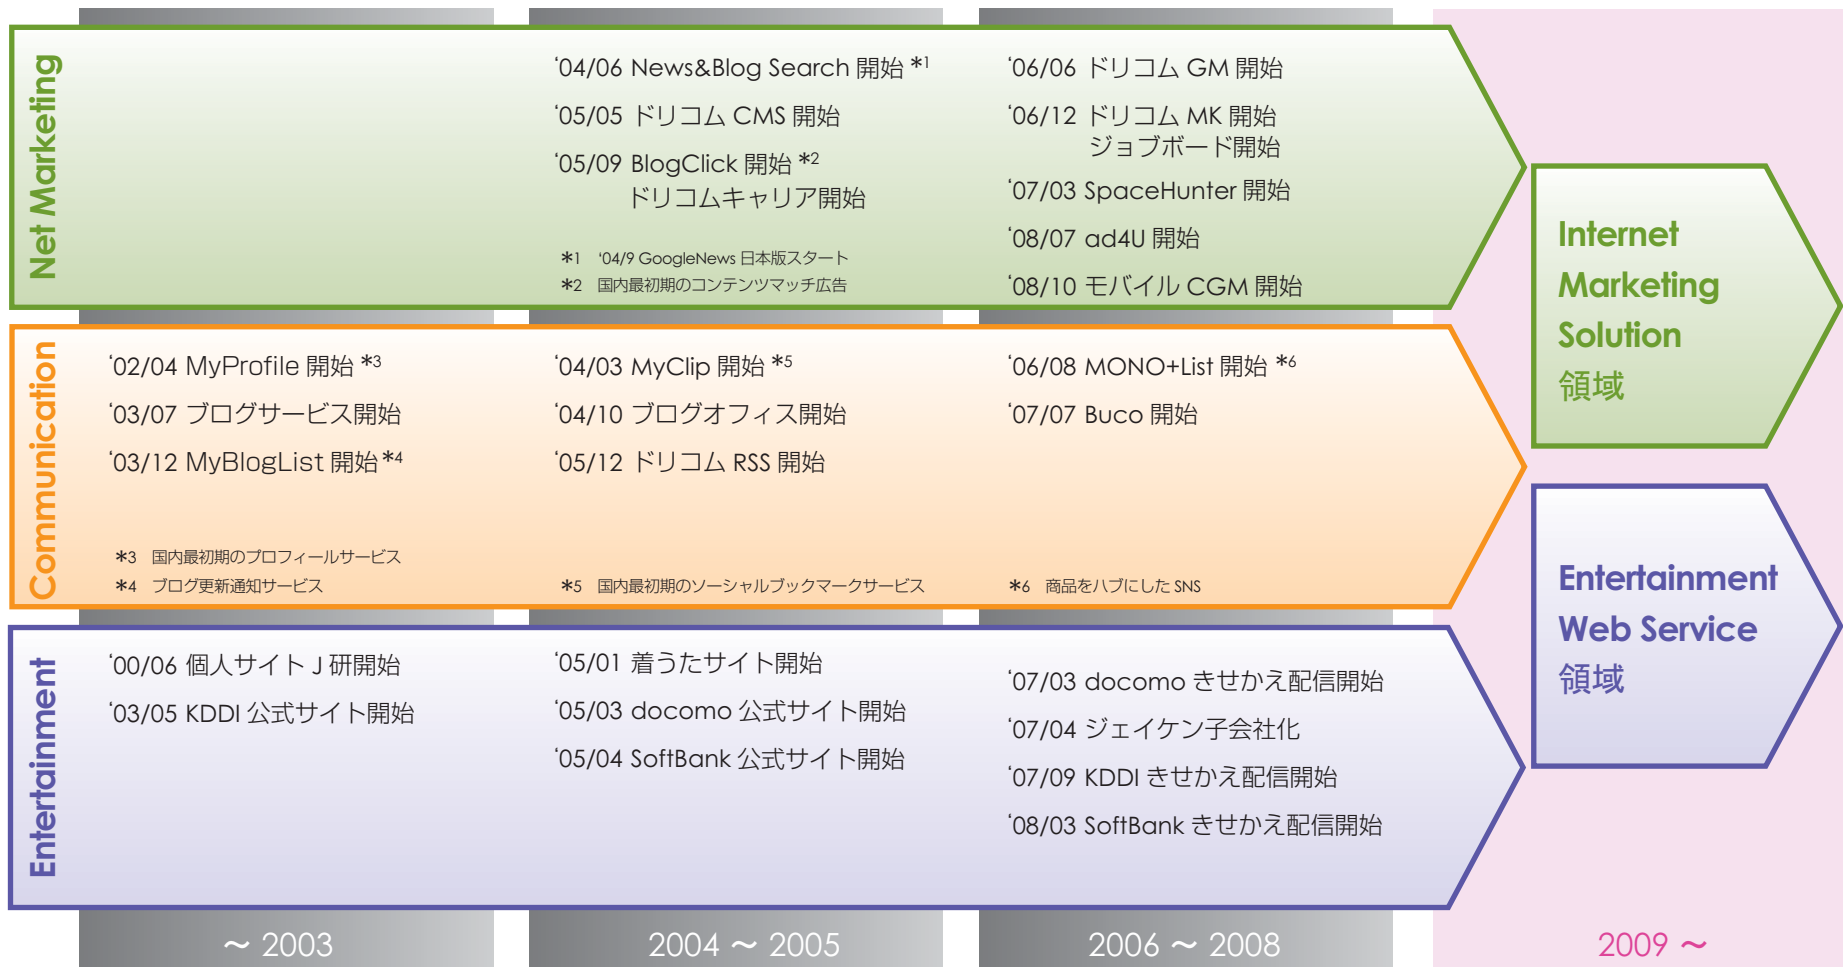 Net Marketing
‘04/06 News&Blog Search 開始 *1
‘05/05 ドリコム CMS 開始
‘05/09 BlogClick 開始 *2
ドリコムキャリア開始
*1 ‘04/9 GoogleNews 日本版スタート
*2 国内最初期のコンテンツマッチ広告
‘06/06 ドリコム GM 開始
‘06/12 ドリコム MK 開始
ジョブボード開始
‘07/03 SpaceHunter 開始
‘08/07 ad4U 開始
‘08/10 モバイル CGM 開始
Communication
‘02/04 MyProfile 開始 *3
‘03/07 ブログサービス開始
‘03/12 MyBlogList 開始 *4
*3 国内最初期のプロフィールサービス
*4 ブログ更新通知サービス
‘04/03 MyClip 開始 *5
‘04/10 ブログオフィス開始
‘05/12 ドリコム RSS 開始
*5 国内最初期のソーシャルブックマークサービス
‘06/08 MONO+List 開始 *6
‘07/07 Buco 開始
*6 商品をハブにした SNS
Entertainment
‘00/06 個人サイト J 研開始
‘03/05 KDDI 公式サイト開始
‘05/01 着うたサイト開始
‘05/03 docomo 公式サイト開始
‘05/04 SoftBank 公式サイト開始
‘07/03 docomo きせかえ配信開始
‘07/04 ジェイケン子会社化
‘07/09 KDDI きせかえ配信開始
‘08/03 SoftBank きせかえ配信開始
Internet
Marketing
Solution
領域
Entertainment
Web Service
領域
～ 2003
2004 ～ 2005
2006 ～ 2008
2009 ～